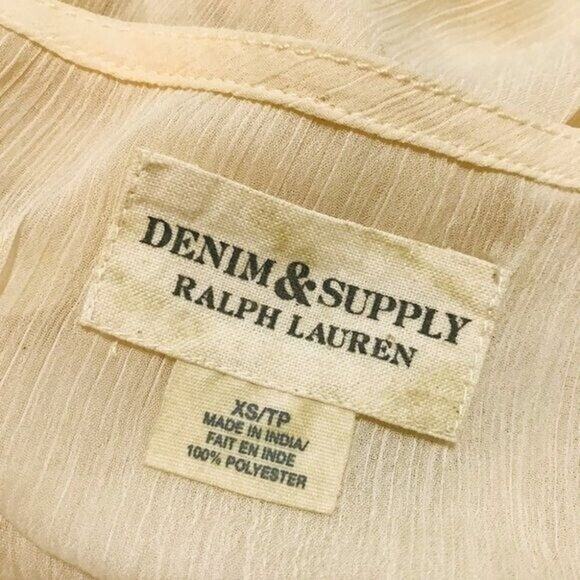 DENIM & SUPPLY
RALPH LAUREN
XS/TP
MADE IN INDIA/
FAIT EN INDE
100% POLYESTER